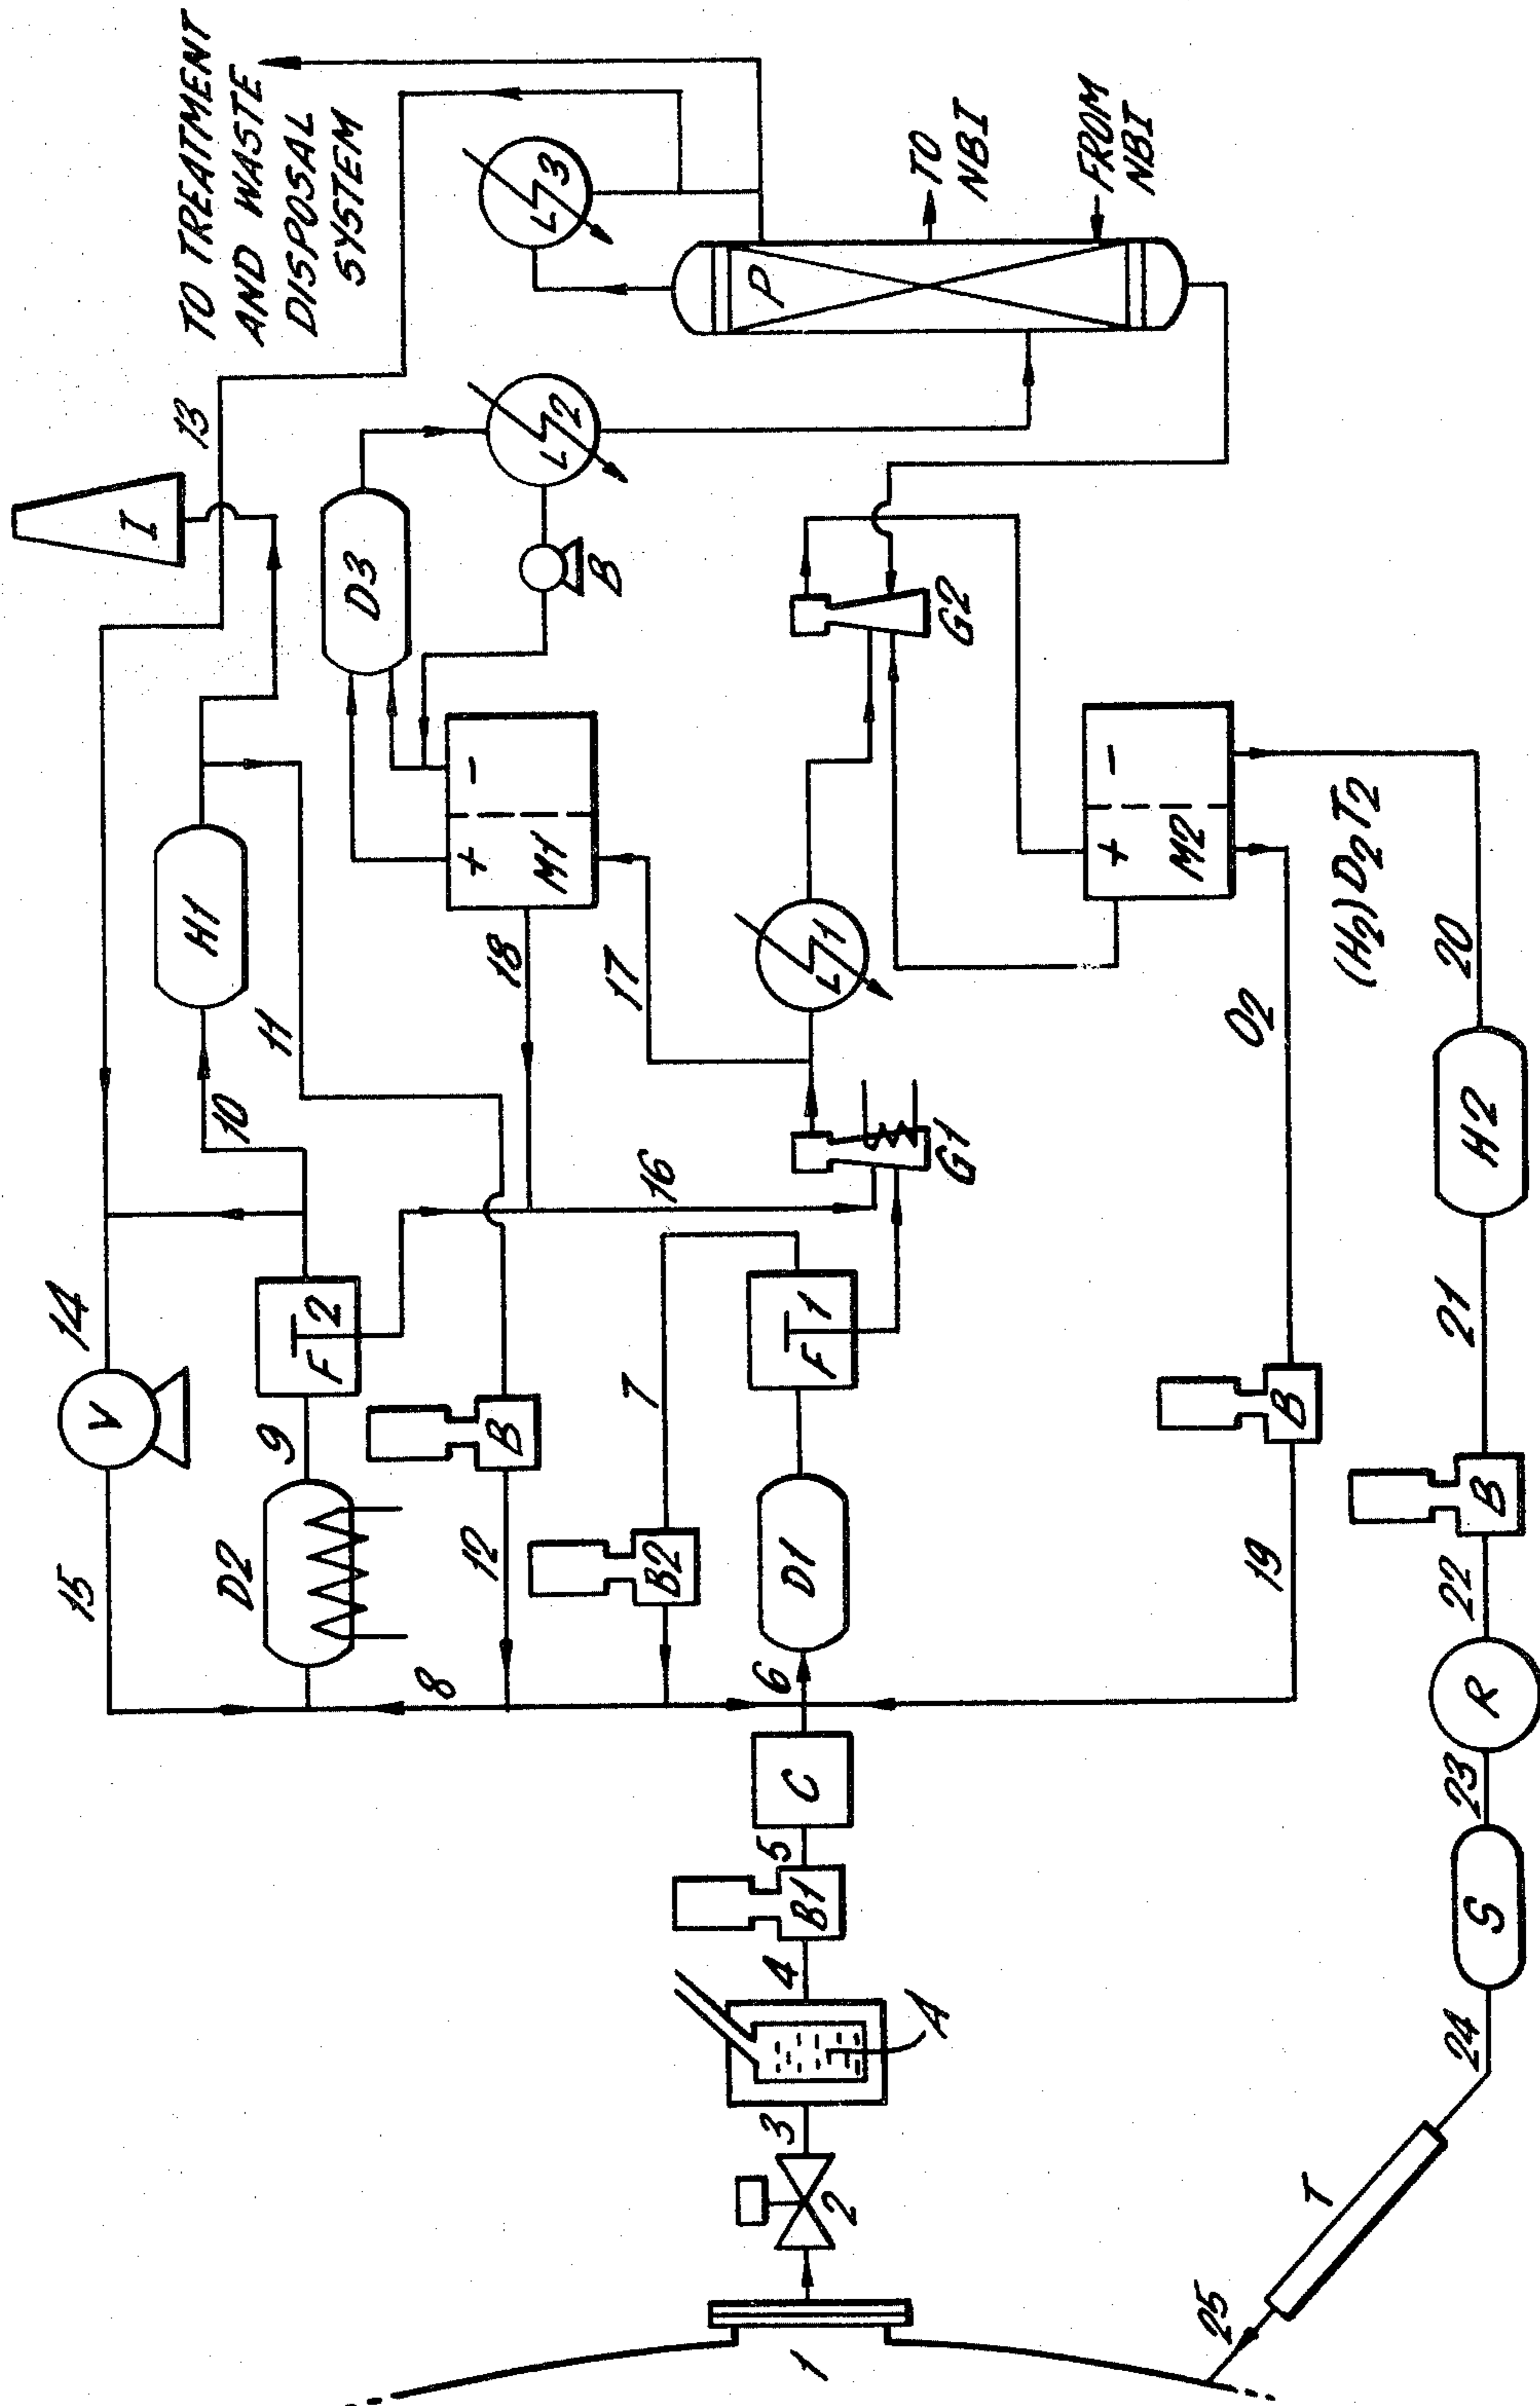 15
V
14
I
13
TO TREATMENT
AND WASTE
DISPOSAL
SYSTEM
D2
9
F 2
10
H1
11
8
12
B
16
18
D3
B2
7
17
+
-
M1
B
L2
L3
1
2
3
A
4
B1
5
C
6
D1
F 1
G1
L1
G2
P
TO
NBI
FROM
NBI
+
-
M2
19
B
O2
(H2)D2T2
25
T
24
S
23
R
22
B
21
H2
20